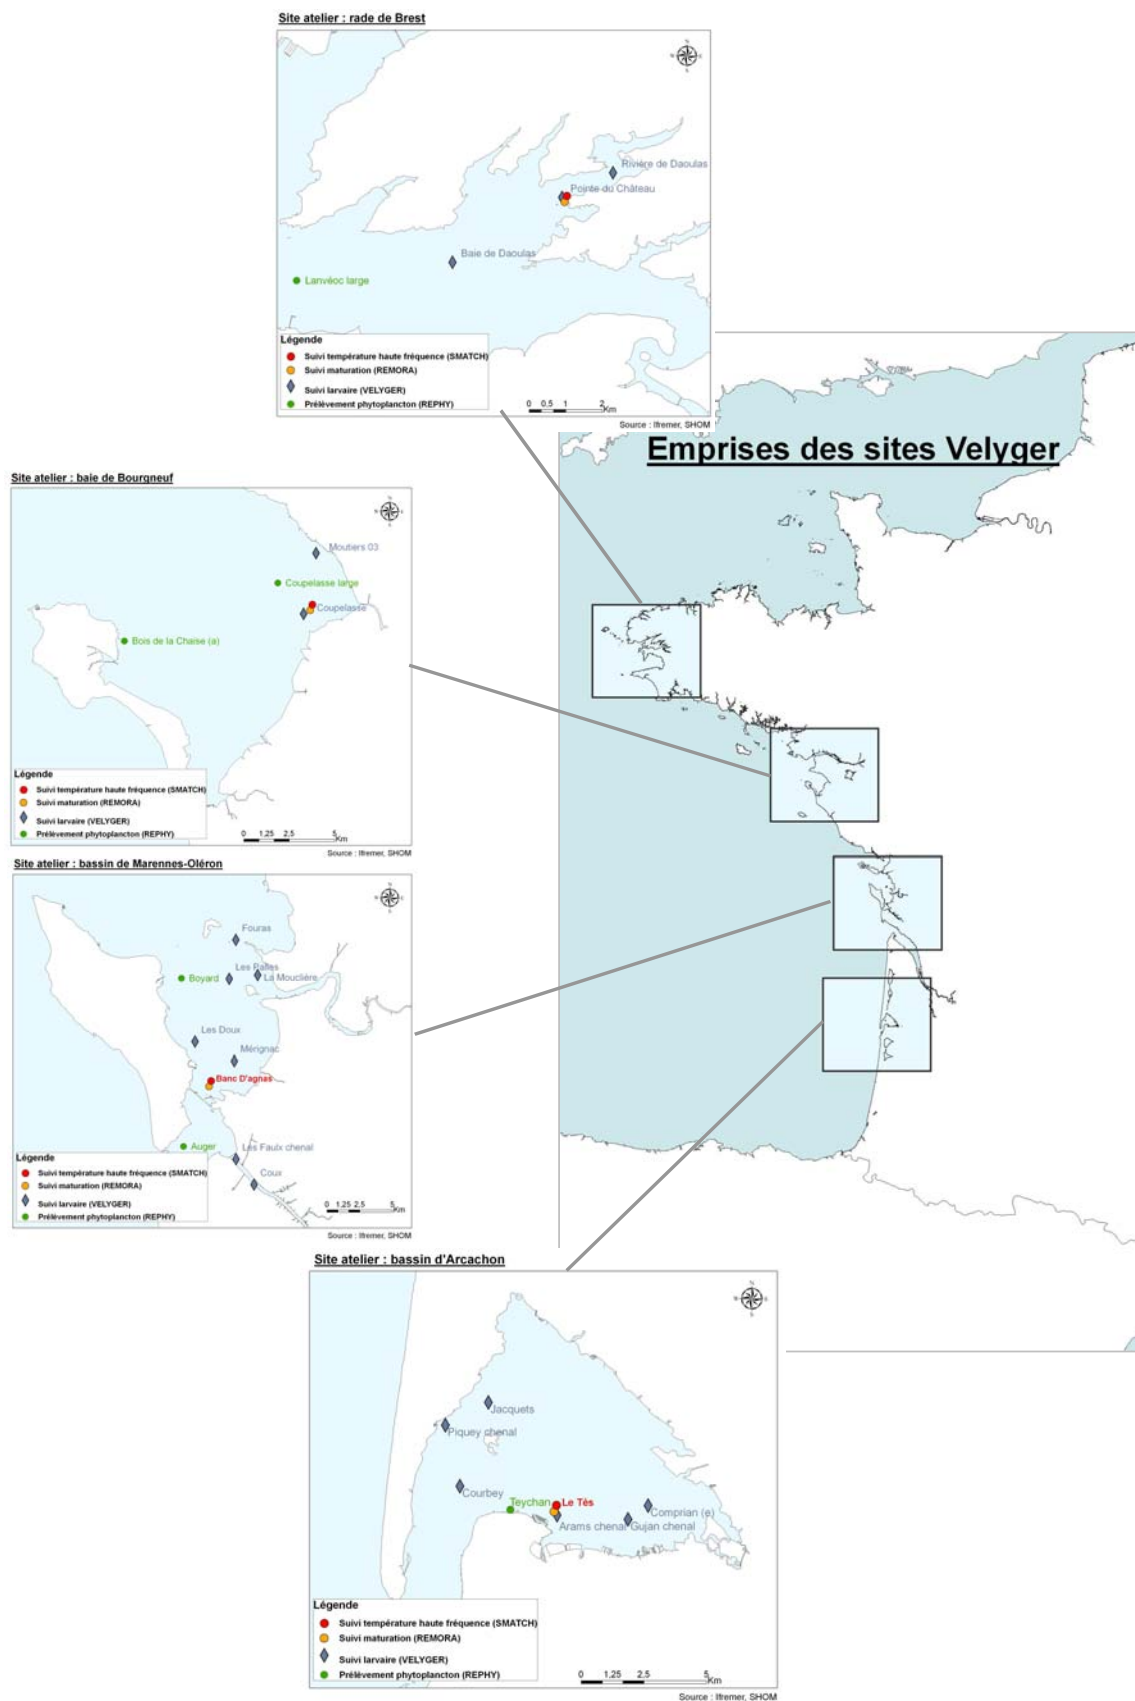 Site atelier : rade de Brest
Rivière de Daoulas
Pointe du Château
Baie de Daoulas
Lanvéoc large
Légende
Suivi température haute fréquence (SMATCH)
Suivi maturation (REMORA)
Suivi larvaire (VELYGER)
Prélèvement phytoplancton (REPHY)
0 0.5 1 2 Km
Source : Ifremer, SHOM
Emprises des sites Velyger
Site atelier : baie de Bourgneuf
Moutiers 03
Coupelasse large
Coupelasse
Bois de la Chaise (a)
Légende
Suivi température haute fréquence (SMATCH)
Suivi maturation (REMORA)
Suivi larvaire (VELYGER)
Prélèvement phytoplancton (REPHY)
0 1,25 2,5 5 Km
Source : Ifremer, SHOM
Site atelier : bassin de Marennes-Oléron
Fouras
Les Palles
La Mouclière
Boyard
Les Doux
Mérignac
Banc D'agnas
Auger
Les Faulx chenal
Coux
Légende
Suivi température haute fréquence (SMATCH)
Suivi maturation (REMORA)
Suivi larvaire (VELYGER)
Prélèvement phytoplancton (REPHY)
0 1.25 2.5 5 Km
Source : Ifremer, SHOM
Site atelier : bassin d'Arcachon
Jacquets
Piquey chenal
Courbey
Teychan
Le Tès
Comprian (e)
Arams chenal
Gujan chenal
Légende
Suivi température haute fréquence (SMATCH)
Suivi maturation (REMORA)
Suivi larvaire (VELYGER)
Prélèvement phytoplancton (REPHY)
0 1,25 2,5 5 Km
Source : Ifremer, SHOM